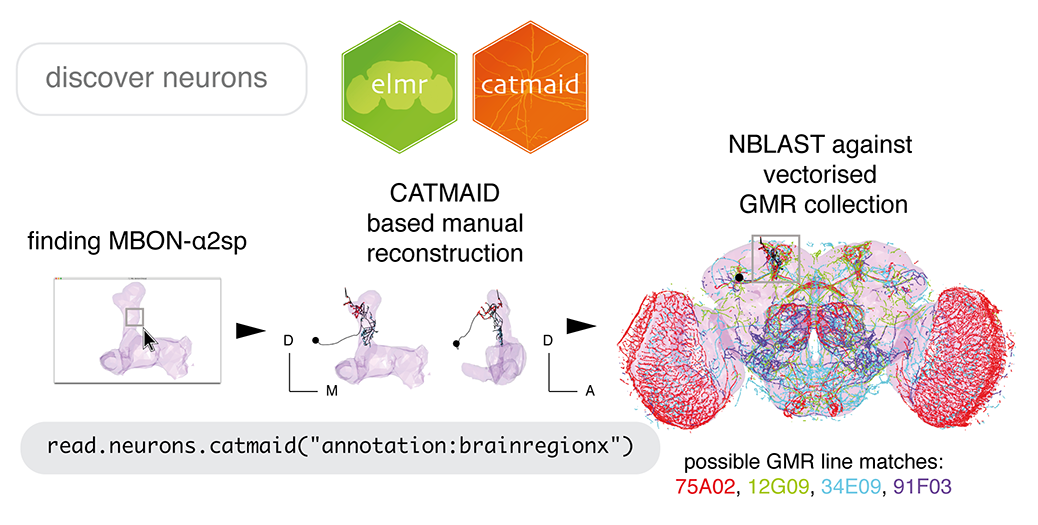 discover neurons
elmr
catmaid
finding MBON-α2sp
CATMAID
based manual
reconstruction
NBLAST against
vectorised
GMR collection
D
M
D
A
read.neurons.catmaid("annotation:brainregionx")
possible GMR line matches:
75A02, 12G09, 34E09, 91F03